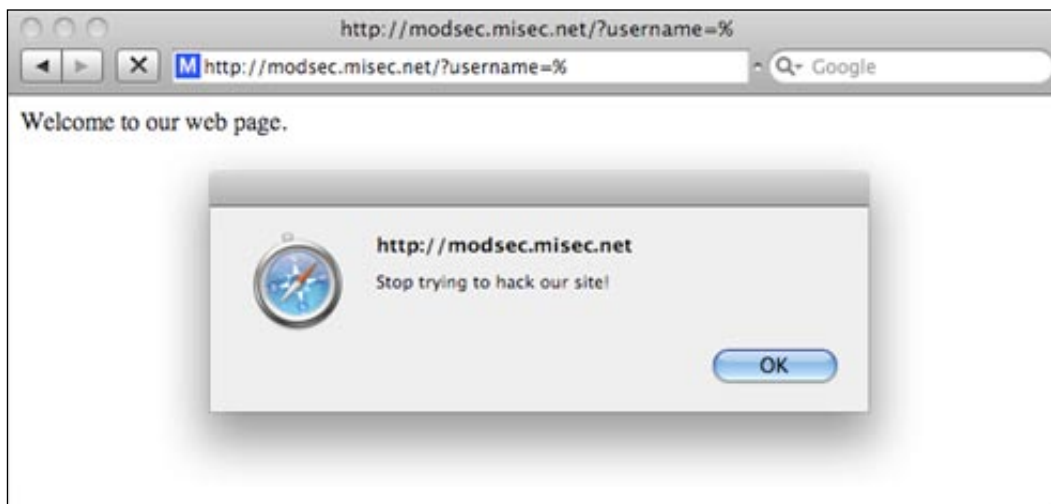 http://modsec.misec.net/?username=%
M http://modsec.misec.net/?username=%
Google
Welcome to our web page.
http://modsec.misec.net
Stop trying to hack our site!
OK